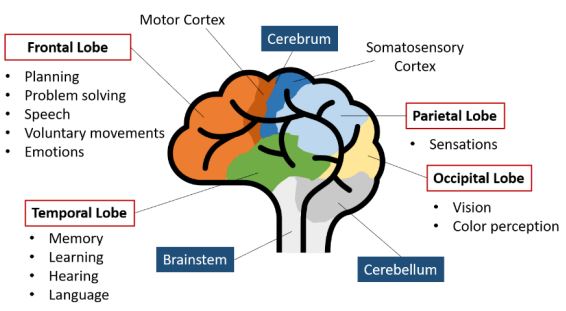 Motor Cortex
Cerebrum
Somatosensory
Cortex
Frontal Lobe
• Planning
• Problem solving
• Speech
• Voluntary movements
• Emotions
Parietal Lobe
• Sensations
Occipital Lobe
• Vision
• Color perception
Temporal Lobe
• Memory
• Learning
• Hearing
• Language
Brainstem
Cerebellum